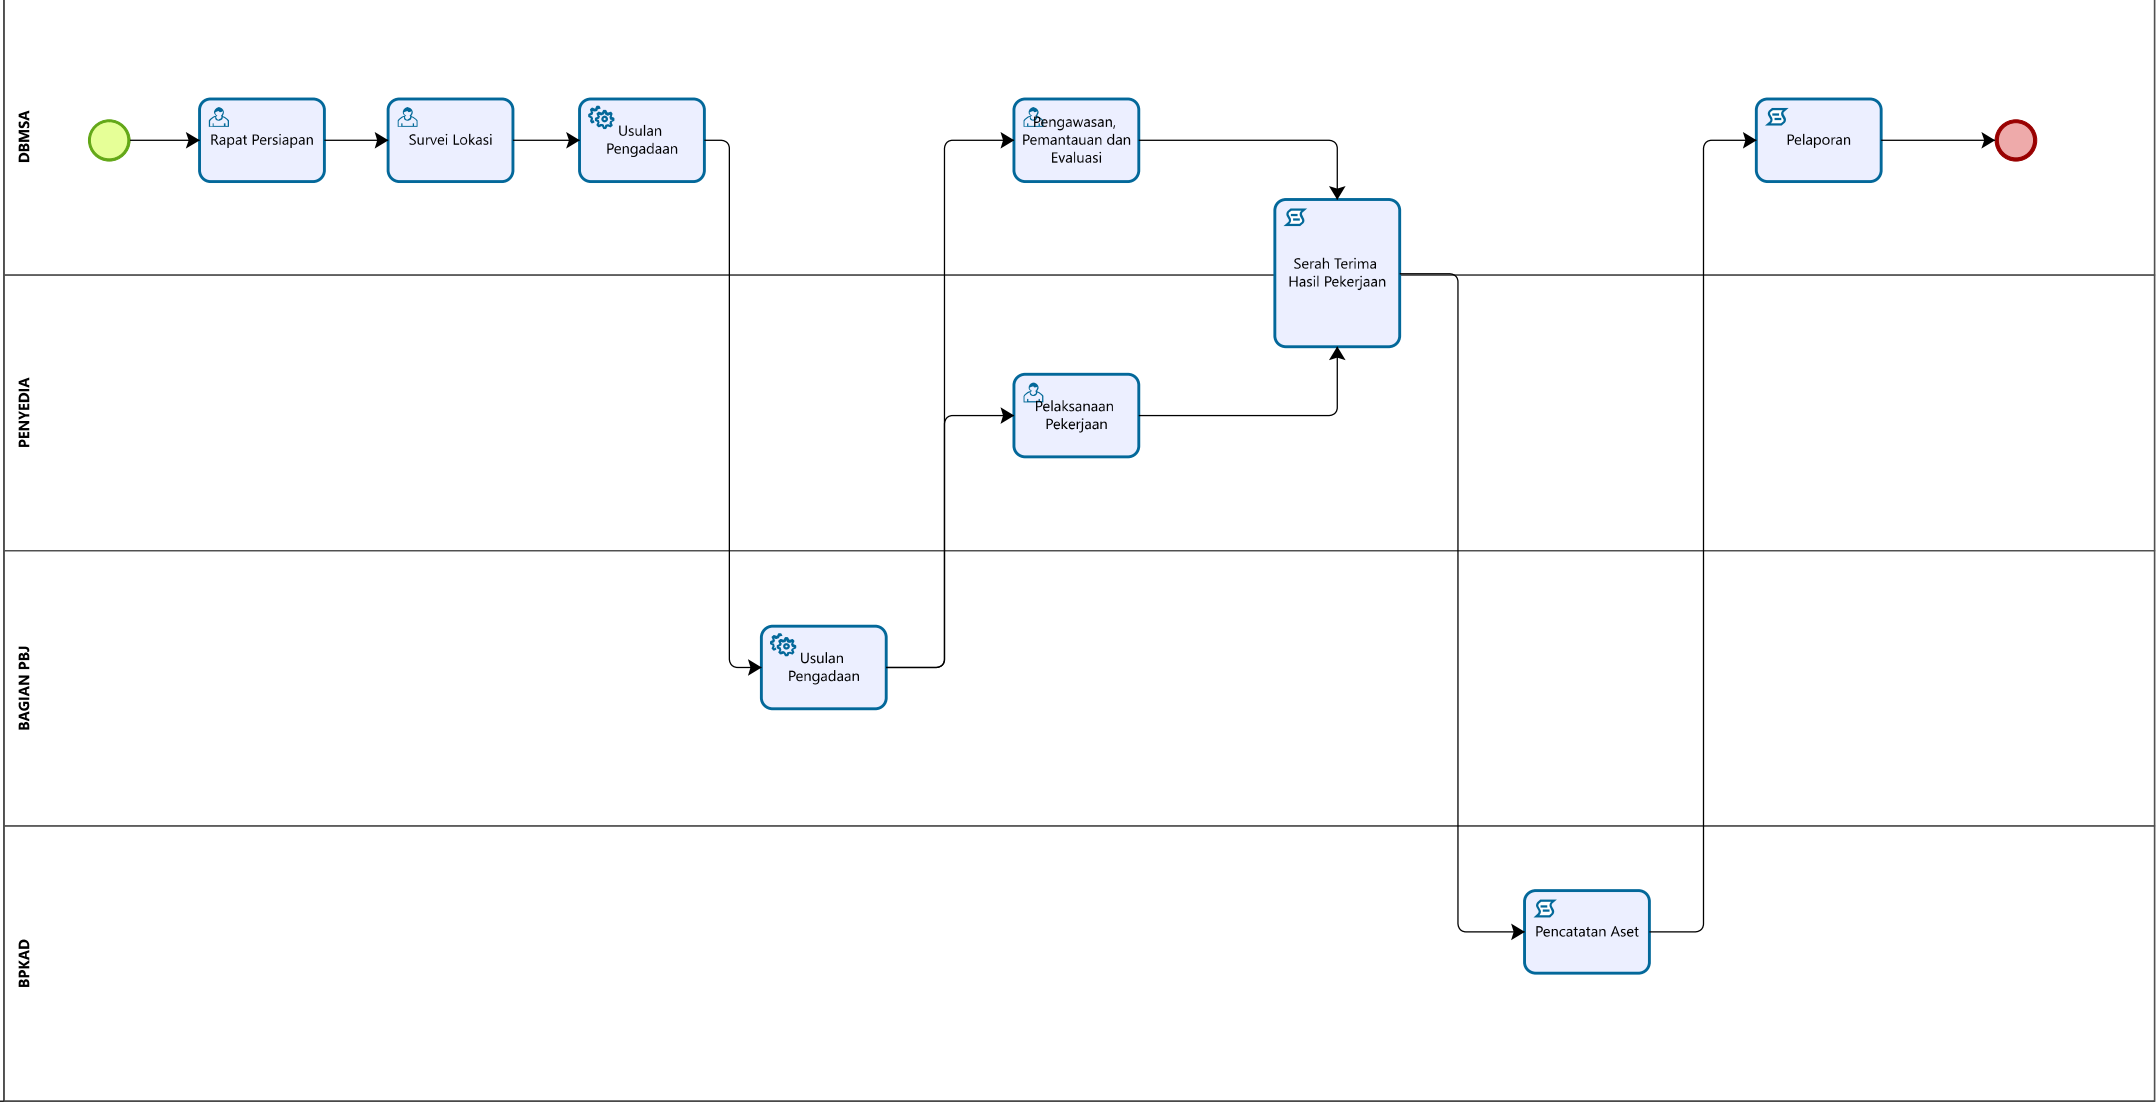 DBMSA
Rapat Persiapan
Survei Lokasi
Usulan
Pengadaan
Pengawasan,
Pemantauan dan
Evaluasi
Pelaporan
Serah Terima
Hasil Pekerjaan
PENYEDIA
Pelaksanaan
Pekerjaan
BAGIAN PBJ
Usulan
Pengadaan
BPKAD
Pencatatan Aset